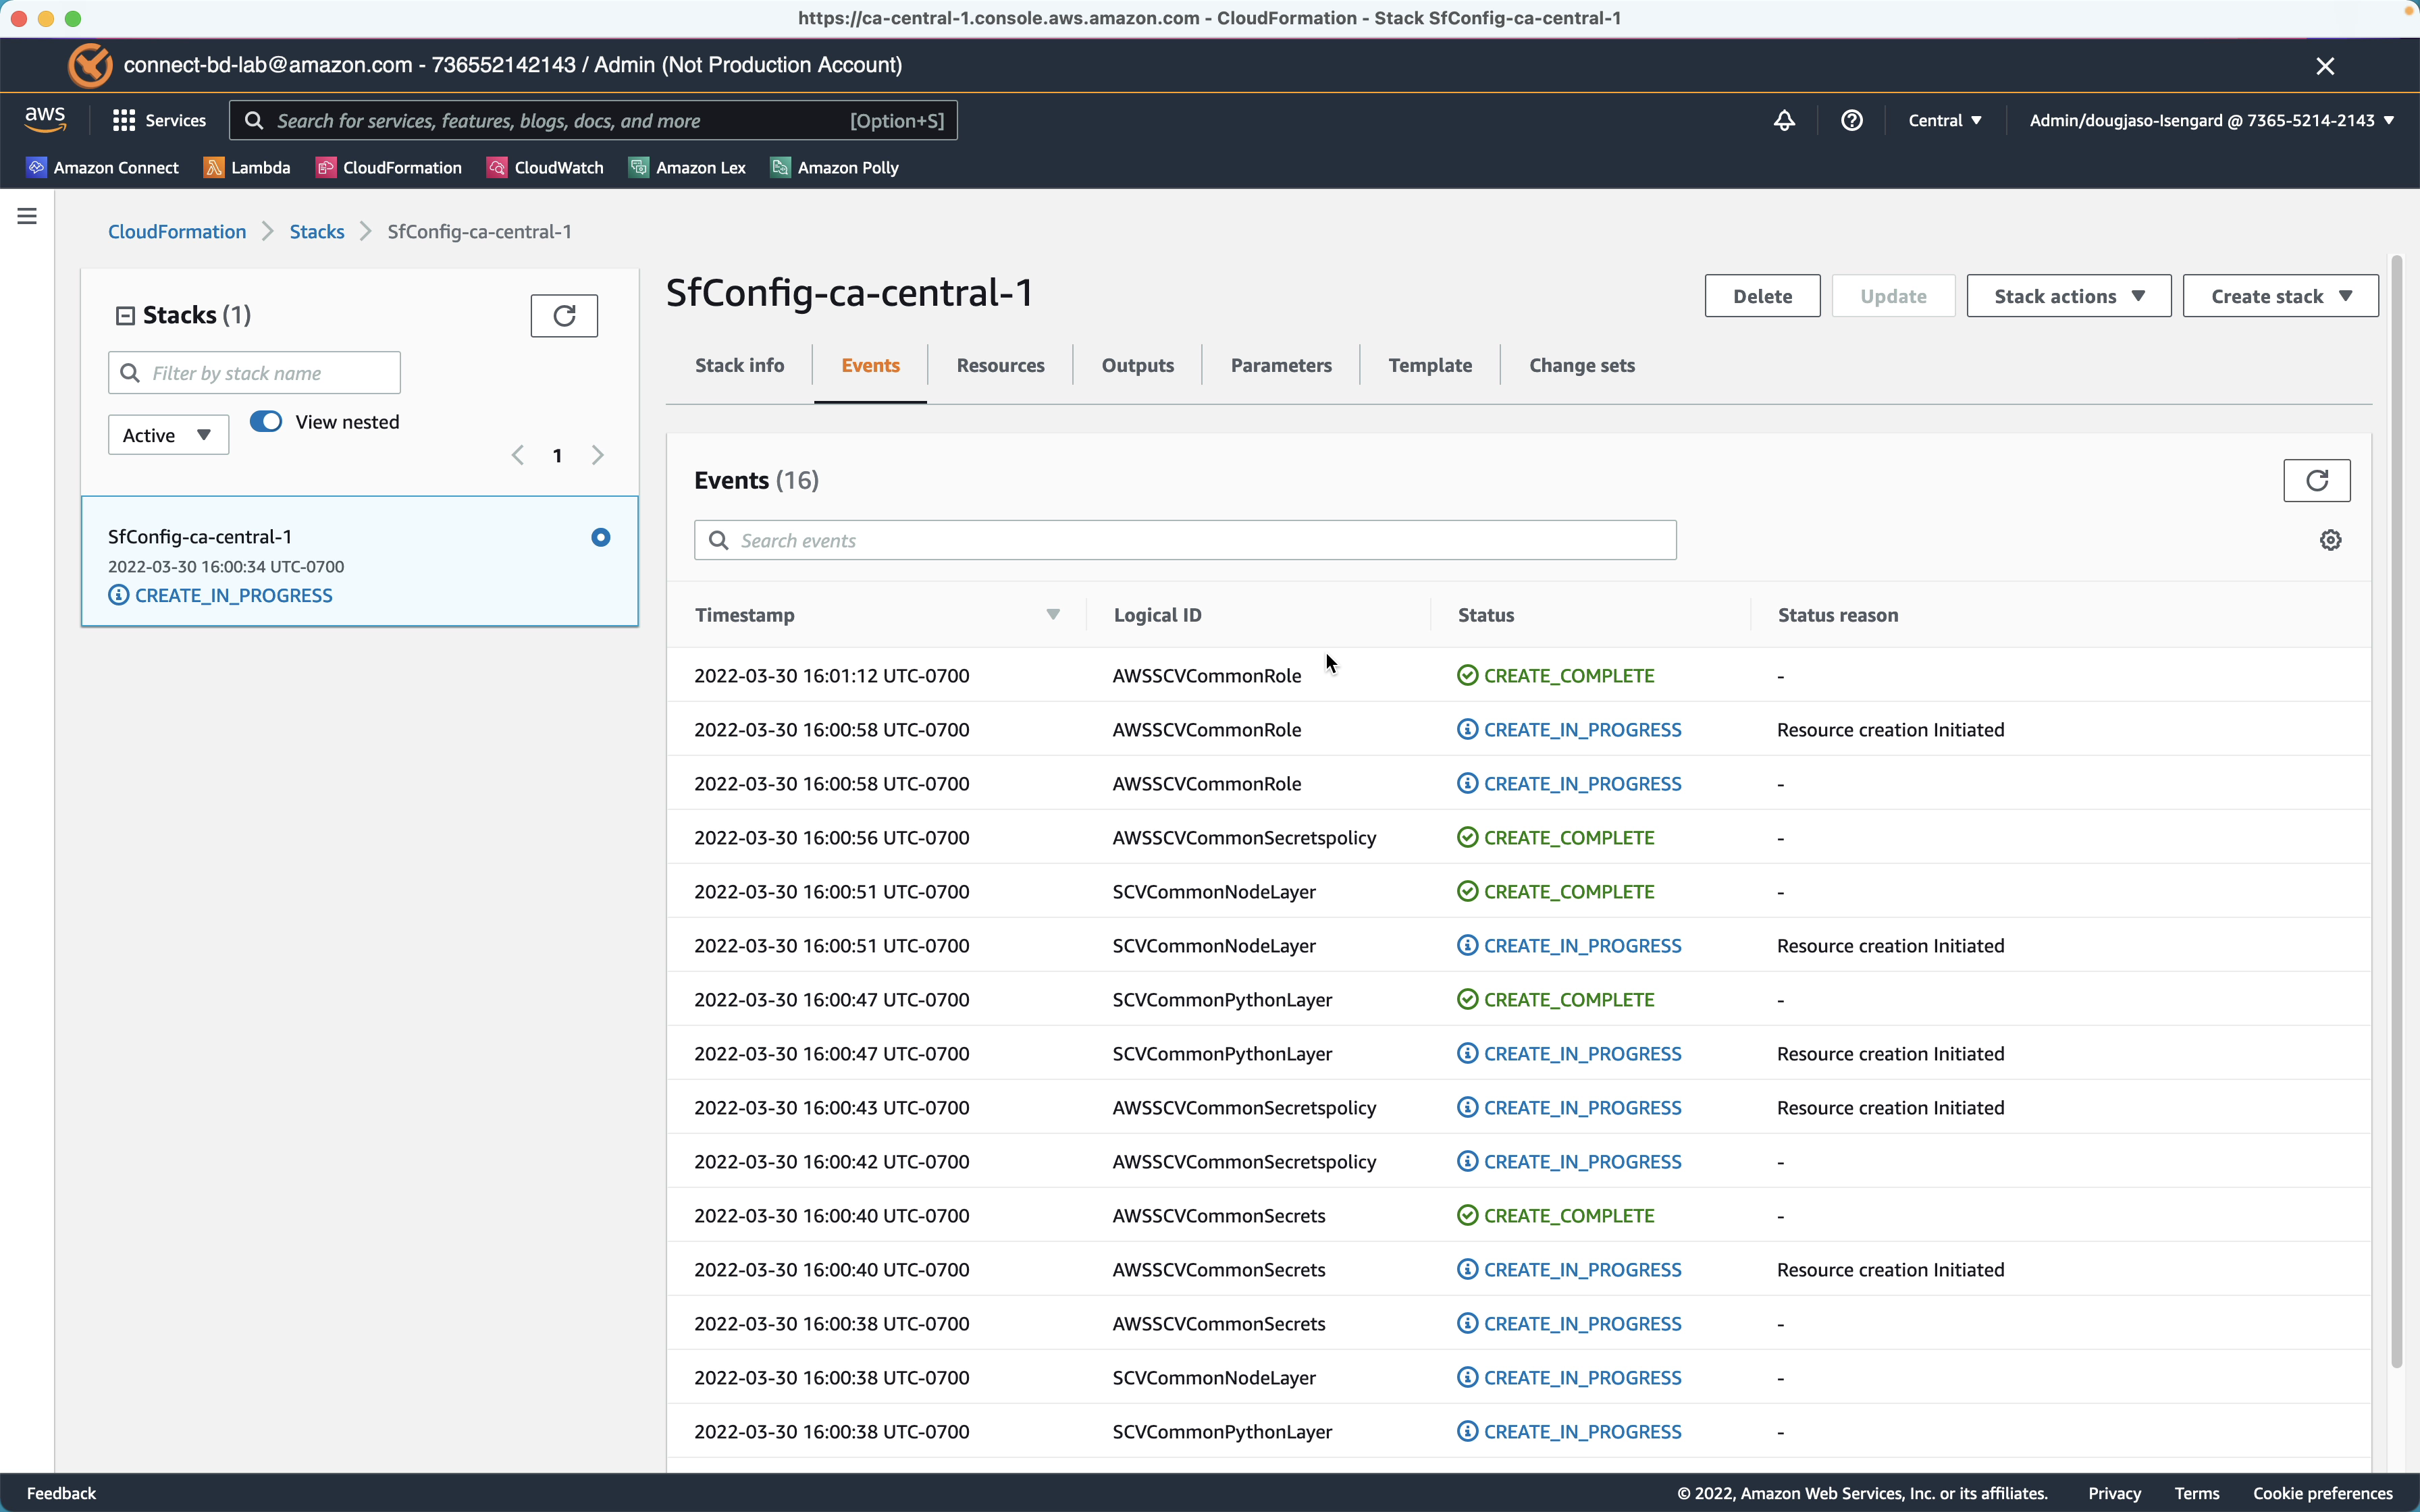 https://ca-central-1.console.aws.amazon.com - CloudFormation - Stack SfConfig-ca-central-1
connect-bd-lab@amazon.com - 736552142143 / Admin (Not Production Account)
aws Services Search for services, features, blogs, docs, and more [Option+S] Central Admin/dougjaso-Isengard @ 7365-5214-2143
Amazon Connect Lambda CloudFormation CloudWatch Amazon Lex Amazon Polly
CloudFormation Stacks SfConfig-ca-central-1
Stacks (1)
Filter by stack name
Active View nested
1
SfConfig-ca-central-1
2022-03-30 16:00:34 UTC-0700
CREATE_IN_PROGRESS
SfConfig-ca-central-1
Delete Update Stack actions Create stack
Stack info Events Resources Outputs Parameters Template Change sets
Events (16)
Search events
Timestamp Logical ID Status Status reason
2022-03-30 16:01:12 UTC-0700 AWSSCVCommonRole CREATE_COMPLETE -
2022-03-30 16:00:58 UTC-0700 AWSSCVCommonRole CREATE_IN_PROGRESS Resource creation Initiated
2022-03-30 16:00:58 UTC-0700 AWSSCVCommonRole CREATE_IN_PROGRESS -
2022-03-30 16:00:56 UTC-0700 AWSSCVCommonSecretspolicy CREATE_COMPLETE -
2022-03-30 16:00:51 UTC-0700 SCVCommonNodeLayer CREATE_COMPLETE -
2022-03-30 16:00:51 UTC-0700 SCVCommonNodeLayer CREATE_IN_PROGRESS Resource creation Initiated
2022-03-30 16:00:47 UTC-0700 SCVCommonPythonLayer CREATE_COMPLETE -
2022-03-30 16:00:47 UTC-0700 SCVCommonPythonLayer CREATE_IN_PROGRESS Resource creation Initiated
2022-03-30 16:00:43 UTC-0700 AWSSCVCommonSecretspolicy CREATE_IN_PROGRESS Resource creation Initiated
2022-03-30 16:00:42 UTC-0700 AWSSCVCommonSecretspolicy CREATE_IN_PROGRESS -
2022-03-30 16:00:40 UTC-0700 AWSSCVCommonSecrets CREATE_COMPLETE -
2022-03-30 16:00:40 UTC-0700 AWSSCVCommonSecrets CREATE_IN_PROGRESS Resource creation Initiated
2022-03-30 16:00:38 UTC-0700 AWSSCVCommonSecrets CREATE_IN_PROGRESS -
2022-03-30 16:00:38 UTC-0700 SCVCommonNodeLayer CREATE_IN_PROGRESS -
2022-03-30 16:00:38 UTC-0700 SCVCommonPythonLayer CREATE_IN_PROGRESS -
Feedback © 2022, Amazon Web Services, Inc. or its affiliates. Privacy Terms Cookie preferences